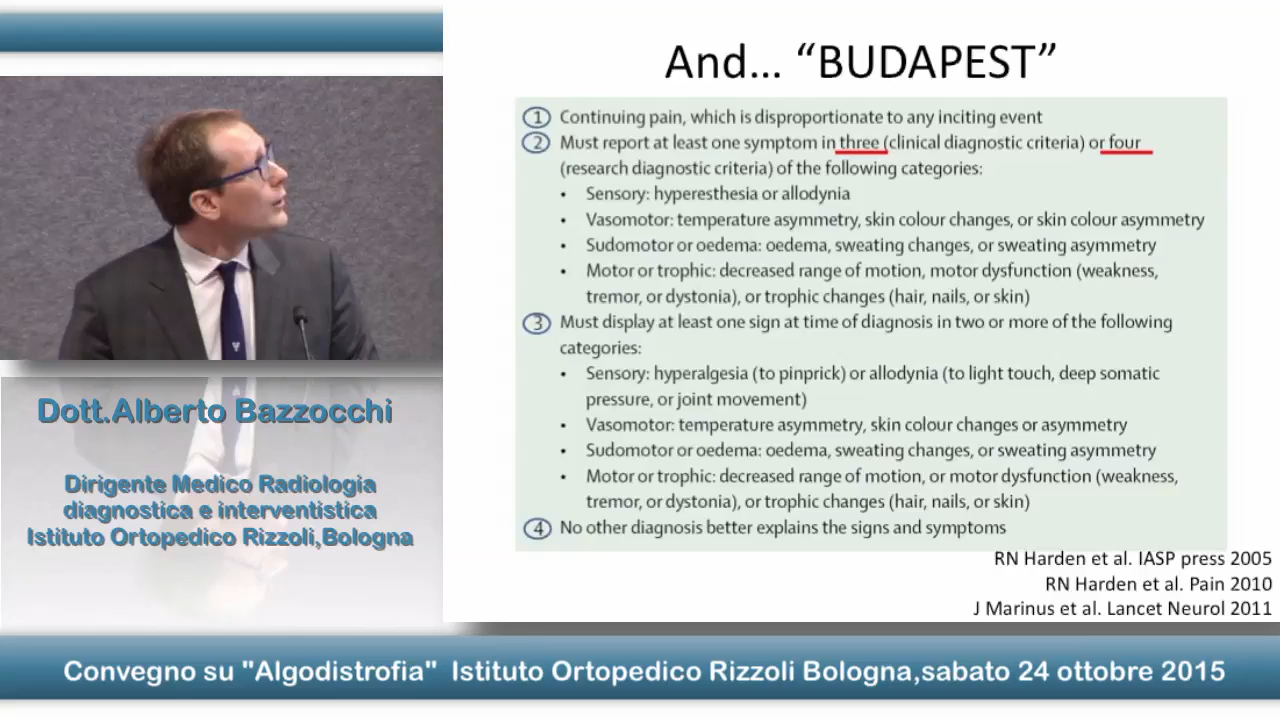 And... “BUDAPEST”
1 Continuing pain, which is disproportionate to any inciting event
2 Must report at least one symptom in three (clinical diagnostic criteria) or four
(research diagnostic criteria) of the following categories:
• Sensory: hyperesthesia or allodynia
• Vasomotor: temperature asymmetry, skin colour changes, or skin colour asymmetry
• Sudomotor or oedema: oedema, sweating changes, or sweating asymmetry
• Motor or trophic: decreased range of motion, motor dysfunction (weakness,
tremor, or dystonia), or trophic changes (hair, nails, or skin)
3 Must display at least one sign at time of diagnosis in two or more of the following
categories:
• Sensory: hyperalgesia (to pinprick) or allodynia (to light touch, deep somatic
pressure, or joint movement)
• Vasomotor: temperature asymmetry, skin colour changes or asymmetry
• Sudomotor or oedema: oedema, sweating changes, or sweating asymmetry
• Motor or trophic: decreased range of motion, or motor dysfunction (weakness,
tremor, or dystonia), or trophic changes (hair, nails, or skin)
4 No other diagnosis better explains the signs and symptoms
RN Harden et al. IASP press 2005
RN Harden et al. Pain 2010
J Marinus et al. Lancet Neurol 2011
Dott.Alberto Bazzocchi
Dirigente Medico Radiologia
diagnostica e interventistica
Istituto Ortopedico Rizzoli,Bologna
Convegno su "Algodistrofia" Istituto Ortopedico Rizzoli Bologna,sabato 24 ottobre 2015